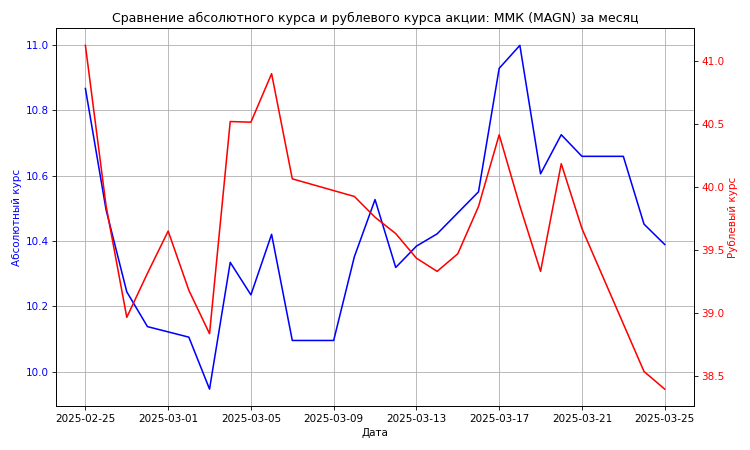 Сравнение абсолютного курса и рублевого курса акции: ММК (MAGN) за месяц
Абсолютный курс
11.0
10.8
10.6
10.4
10.2
10.0
41.0
40.5
40.0
39.5
39.0
38.5
Рублевый курс
2025-02-25 2025-03-01 2025-03-05 2025-03-09 2025-03-13 2025-03-17 2025-03-21 2025-03-25
Дата